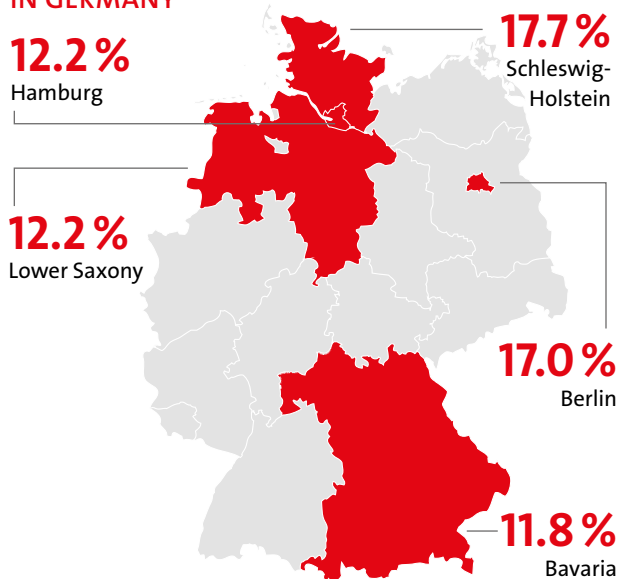 IN GERMANY
12.2 %
Hamburg
17.7 %
Schleswig-
Holstein
12.2 %
Lower Saxony
17.0 %
Berlin
11.8 %
Bavaria